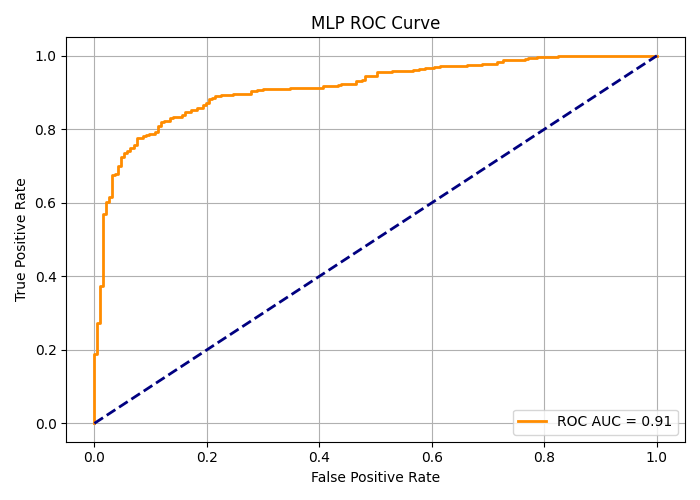 MLP ROC Curve
True Positive Rate
1.0
0.8
0.6
0.4
0.2
0.0
ROC AUC = 0.91
0.0 0.2 0.4 0.6 0.8 1.0
False Positive Rate